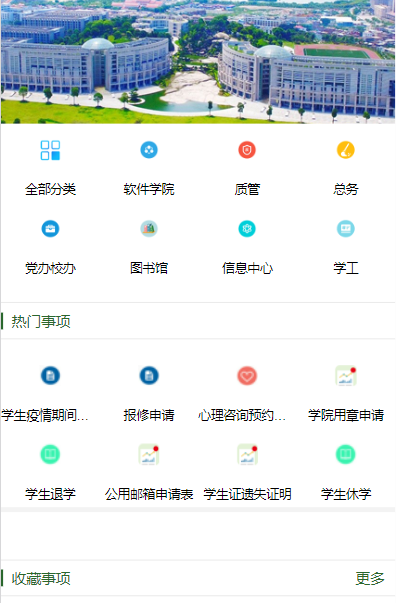 全部分类
软件学院
质管
总务
党办校办
图书馆
信息中心
学工
热门事项
学生疫情期间...
报修申请
心理咨询预约...
学院用章申请
学生退学
公用邮箱申请表
学生证遗失证明
学生休学
收藏事项
更多